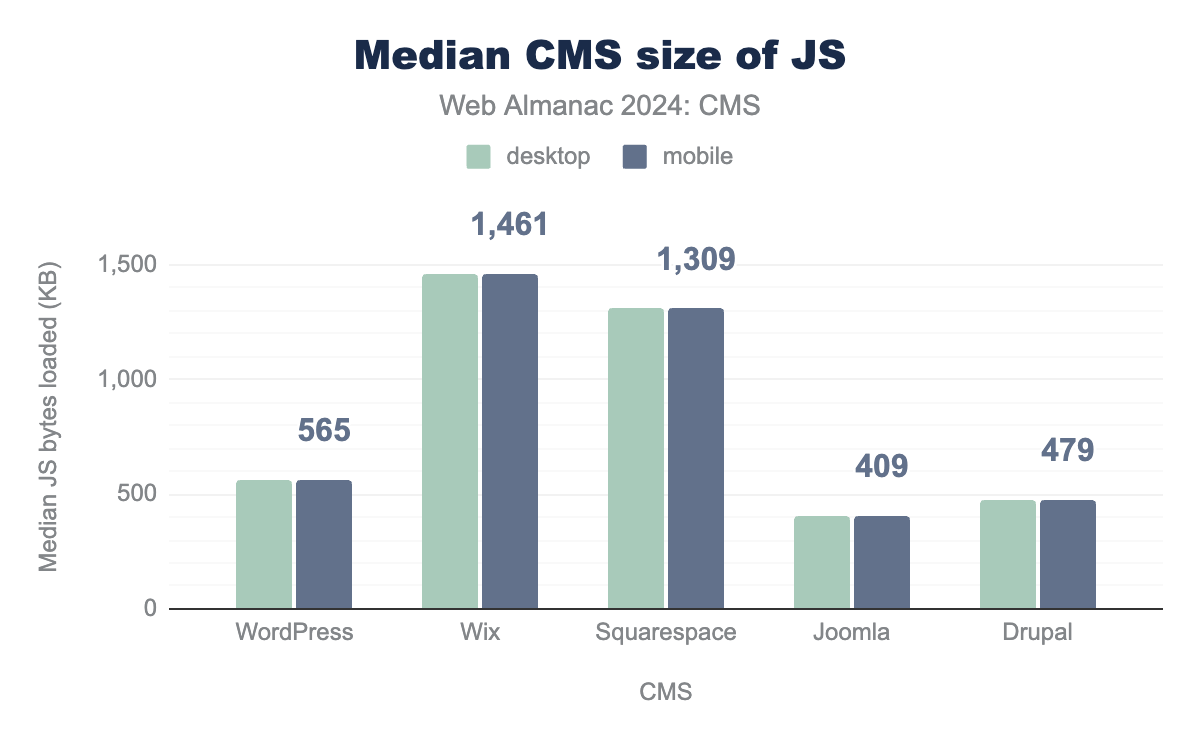 Median CMS size of JS
Web Almanac 2024: CMS
desktop mobile
Median JS bytes loaded (KB)
1,500
1,000
500
0
565
1,461
1,309
409
479
WordPress Wix Squarespace Joomla Drupal
CMS